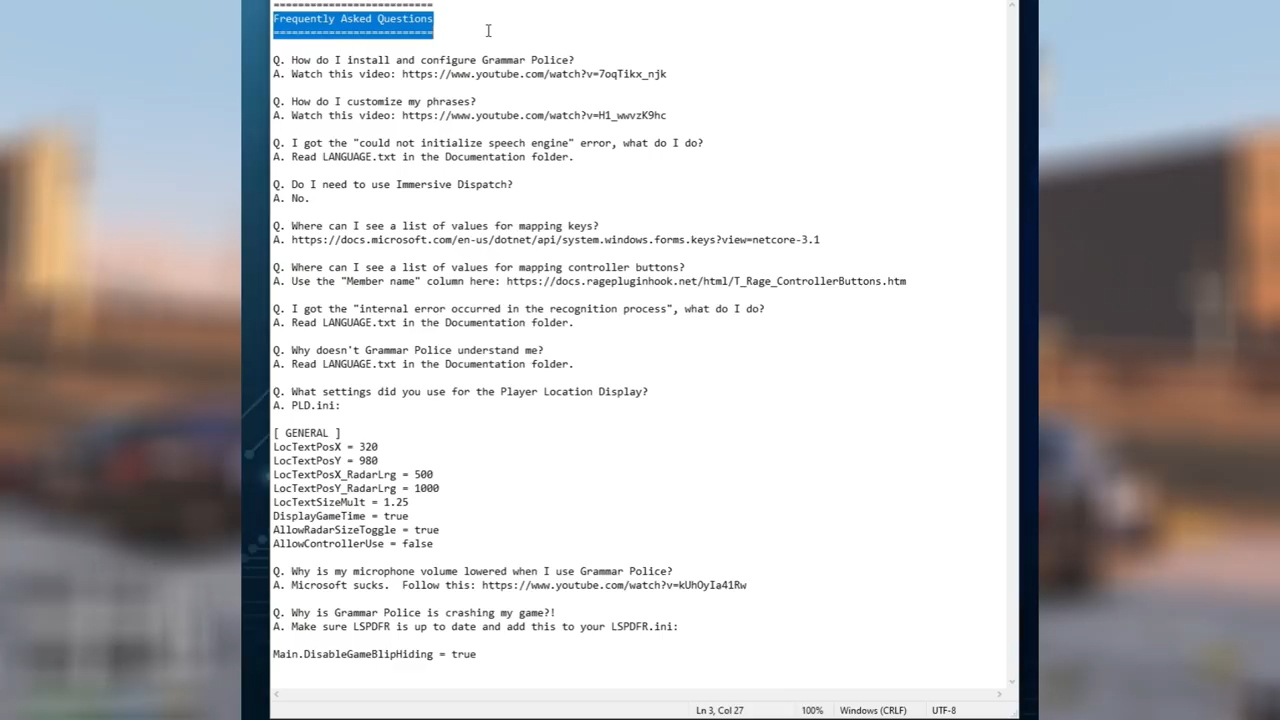 ==========================
Frequently Asked Questions
==========================
Q. How do I install and configure Grammar Police?
A. Watch this video: https://www.youtube.com/watch?v=7oqTikx_njk
Q. How do I customize my phrases?
A. Watch this video: https://www.youtube.com/watch?v=H1_wwvzK9hc
Q. I got the "could not initialize speech engine" error, what do I do?
A. Read LANGUAGE.txt in the Documentation folder.
Q. Do I need to use Immersive Dispatch?
A. No.
Q. Where can I see a list of values for mapping keys?
A. https://docs.microsoft.com/en-us/dotnet/api/system.windows.forms.keys?view=netcore-3.1
Q. Where can I see a list of values for mapping controller buttons?
A. Use the "Member name" column here: https://docs.ragepluginhook.net/html/T_Rage_ControllerButtons.htm
Q. I got the "internal error occurred in the recognition process", what do I do?
A. Read LANGUAGE.txt in the Documentation folder.
Q. Why doesn't Grammar Police understand me?
A. Read LANGUAGE.txt in the Documentation folder.
Q. What settings did you use for the Player Location Display?
A. PLD.ini:
[ GENERAL ]
LocTextPosX = 320
LocTextPosY = 980
LocTextPosX_RadarLrg = 500
LocTextPosY_RadarLrg = 1000
LocTextSizeMult = 1.25
DisplayGameTime = true
AllowRadarSizeToggle = true
AllowControllerUse = false
Q. Why is my microphone volume lowered when I use Grammar Police?
A. Microsoft sucks.  Follow this: https://www.youtube.com/watch?v=kUhOyIa41Rw
Q. Why is Grammar Police is crashing my game?!
A. Make sure LSPDFR is up to date and add this to your LSPDFR.ini:
Main.DisableGameBlipHiding = true
Ln 3, Col 27 100% Windows (CRLF) UTF-8